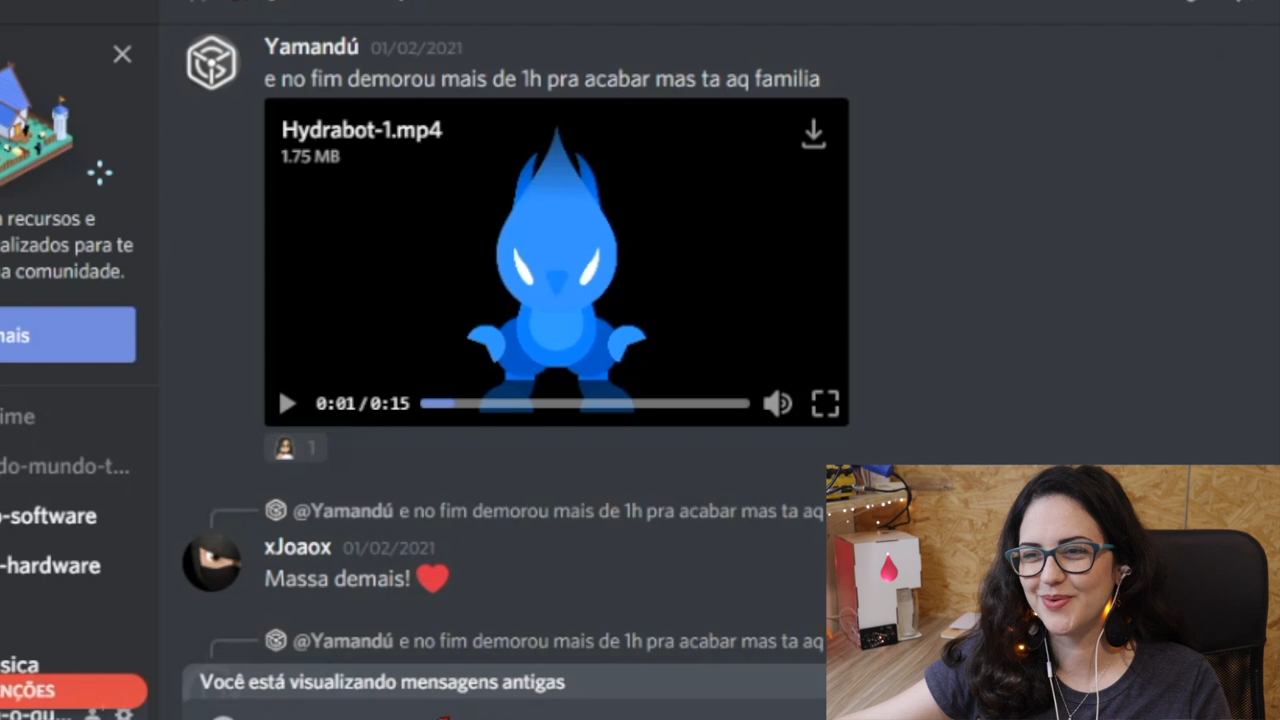 Yamandú 01/02/2021
e no fim demorou mais de 1h pra acabar mas ta aq familia
Hydrabot-1.mp4
1.75 MB
0:01/0:15
1
@Yamandú e no fim demorou mais de 1h pra acabar mas ta aq
xJoaox 01/02/2021
Massa demais!
@Yamandú e no fim demorou mais de 1h pra acabar mas ta aq
Você está visualizando mensagens antigas
recursos e
alizados para te
a comunidade.
nais
ime
do-mundo-t...
-software
-hardware
sica
NÇÕES